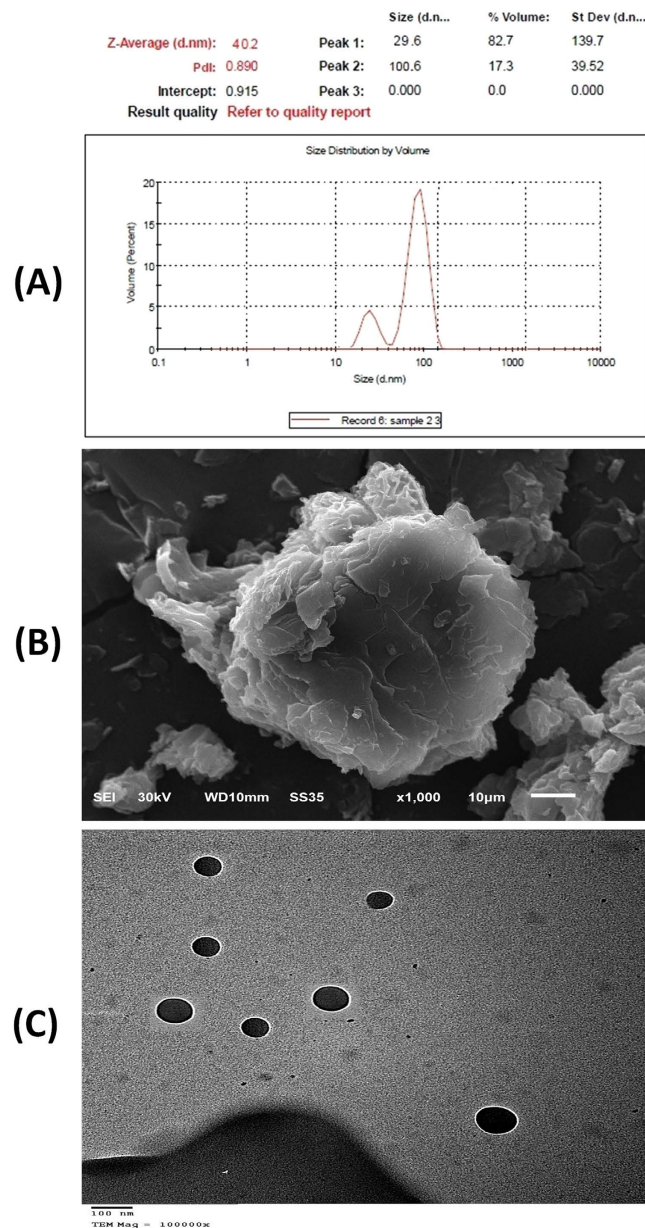 Size (d.n... % Volume: St Dev (d.n...
Z-Average (d.nm): 40.2 Peak 1: 29.6 82.7 139.7
PdI: 0.890 Peak 2: 100.6 17.3 39.52
Intercept: 0.915 Peak 3: 0.000 0.0 0.000
Result quality Refer to quality report
(A)
Size Distribution by Volume
Volume (Percent)
20
15
10
5
0
0.1 1 10 100 1000 10000
Size (d.nm)
Record 6: sample 2 3
(B)
SEI 30kV WD10mm SS35 x1,000 10µm
(C)
100 nm
TEM Mag = 100000x